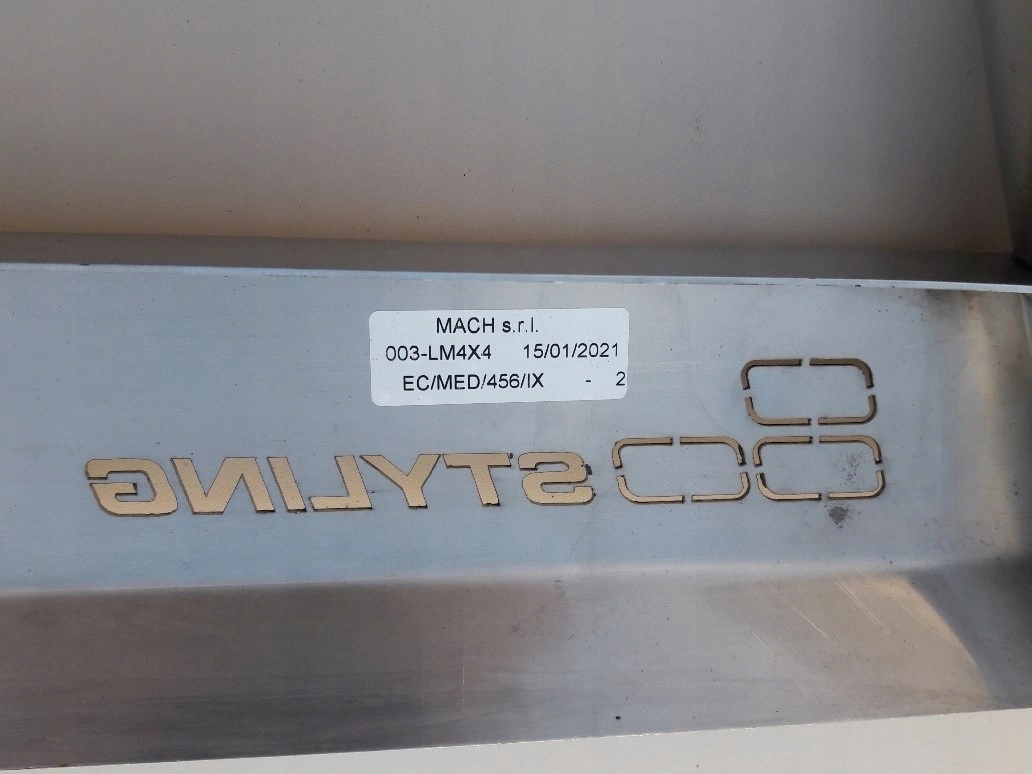 MACH s.r.l.
003-LM4X4 15/01/2021
EC/MED/456/IX - 2
STYLING